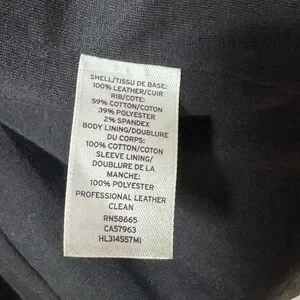 SHELL/TISSU DE BASE:
100% LEATHER/CUIR
RIB/COTE:
59% COTTON/COTON
39% POLYESTER
2% SPANDEX
BODY LINING/DOUBLURE
DU CORPS:
100% COTTON/COTON
SLEEVE LINING/
DOUBLURE DE LA
MANCHE:
100% POLYESTER
PROFESSIONAL LEATHER
CLEAN
RN58665
CA57963
HL314557MI